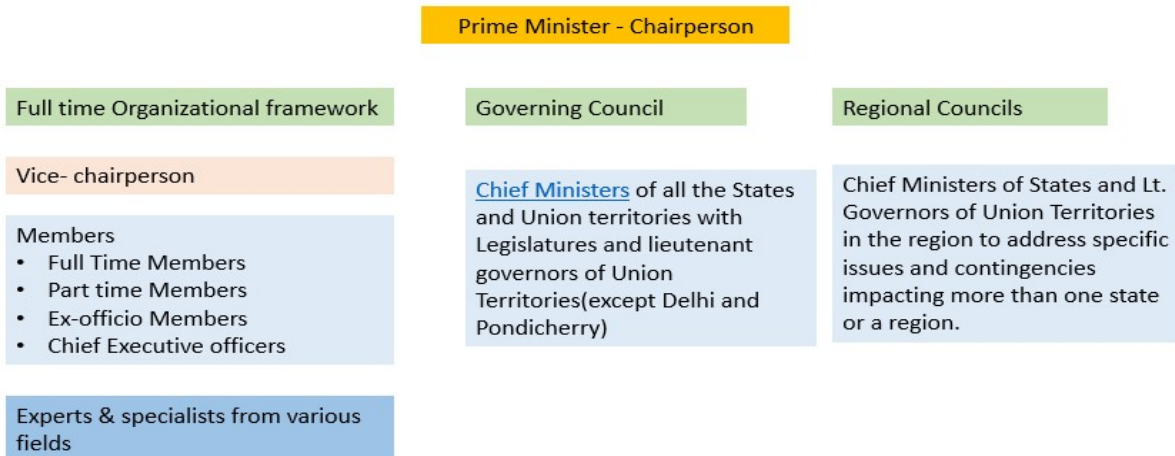 Prime Minister - Chairperson
Full time Organizational framework
Vice- chairperson
Members
• Full Time Members
• Part time Members
• Ex-officio Members
• Chief Executive officers
Experts & specialists from various
fields
Governing Council
Chief Ministers of all the States
and Union territories with
Legislatures and lieutenant
governors of Union
Territories(except Delhi and
Pondicherry)
Regional Councils
Chief Ministers of States and Lt.
Governors of Union Territories
in the region to address specific
issues and contingencies
impacting more than one state
or a region.